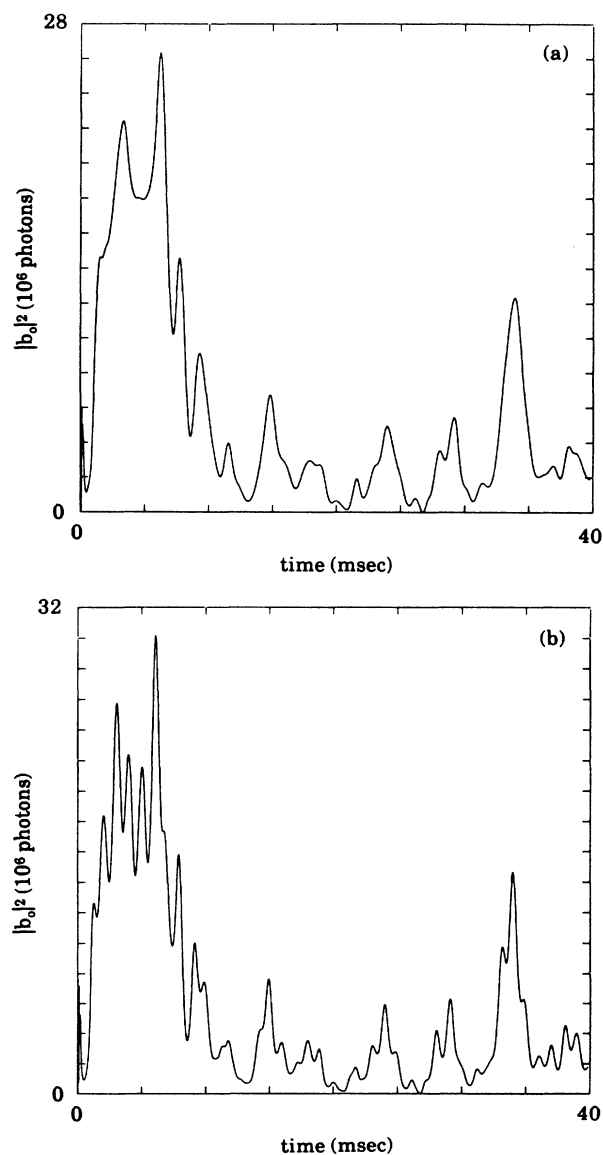 28
(a)
|b₀|² (10⁶ photons)
0
0
40
time (msec)
32
(b)
|b₀|² (10⁶ photons)
0
0
40
time (msec)